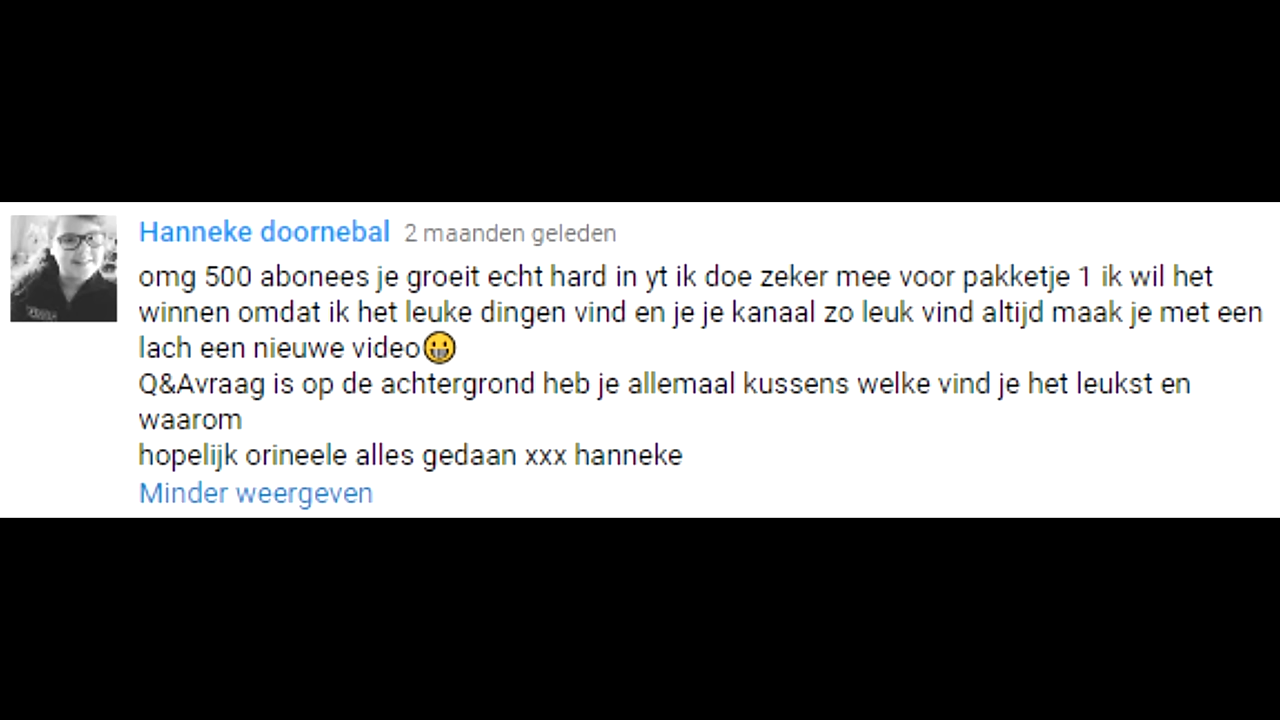 Hanneke doornebal 2 maanden geleden
omg 500 abonees je groeit echt hard in yt ik doe zeker mee voor pakketje 1 ik wil het
winnen omdat ik het leuke dingen vind en je je kanaal zo leuk vind altijd maak je met een
lach een nieuwe video😀
Q&Avraag is op de achtergrond heb je allemaal kussens welke vind je het leukst en
waarom
hopelijk orineele alles gedaan xxx hanneke
Minder weergeven